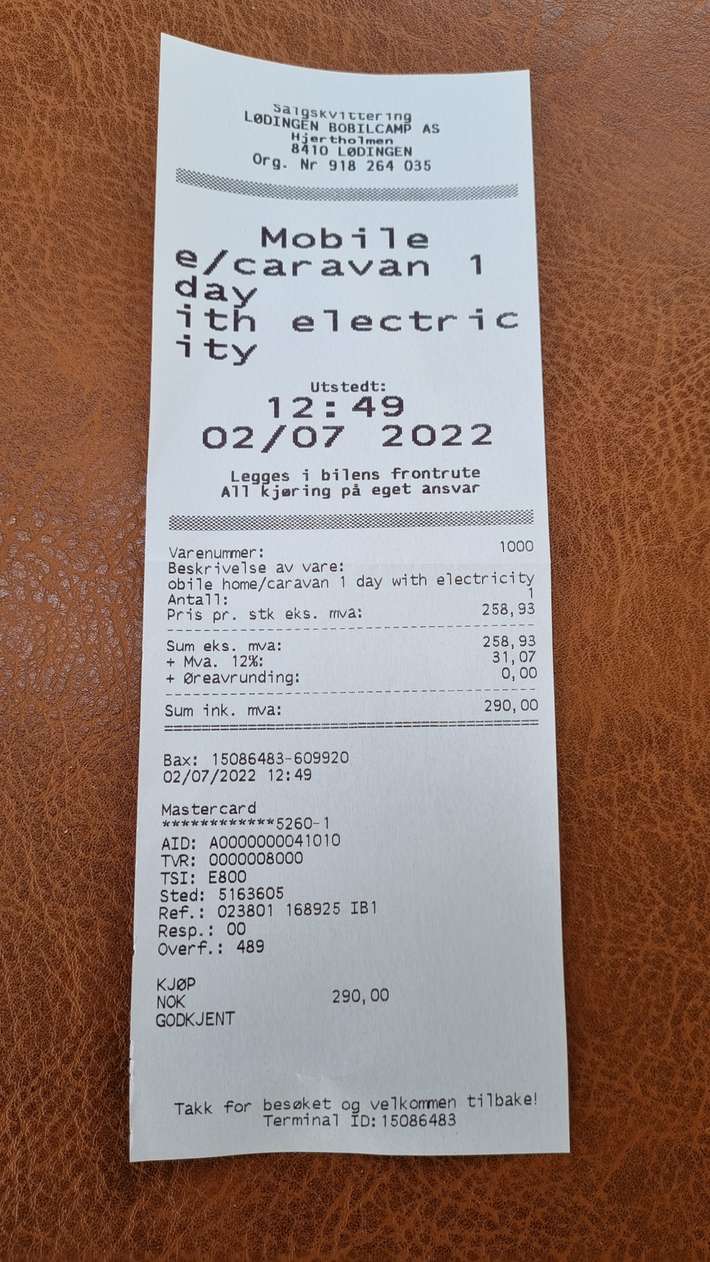 Salgskvittering
LØDINGEN BOBILCAMP AS
Hjertholmen
8410 LØDINGEN
Org. Nr 918 264 035
Mobile
e/caravan 1
day
ith electric
ity
Utstedt:
12:49
02/07 2022
Legges i bilens frontrute
All kjøring på eget ansvar
Varenummer: 1000
Beskrivelse av vare:
obile home/caravan 1 day with electricity
Antall: 1
Pris pr. stk eks. mva: 258,93
Sum eks. mva: 258,93
+ Mva. 12%: 31,07
+ Øreavrunding: 0,00
Sum ink. mva: 290,00
Bax: 15086483-609920
02/07/2022 12:49
Mastercard
************5260-1
AID: A0000000041010
TVR: 0000008000
TSI: E800
Sted: 5163605
Ref.: 023801 168925 IB1
Resp.: 00
Overf.: 489
KJØP
NOK 290,00
GODKJENT
Takk for besøket og velkommen tilbake!
Terminal ID:15086483